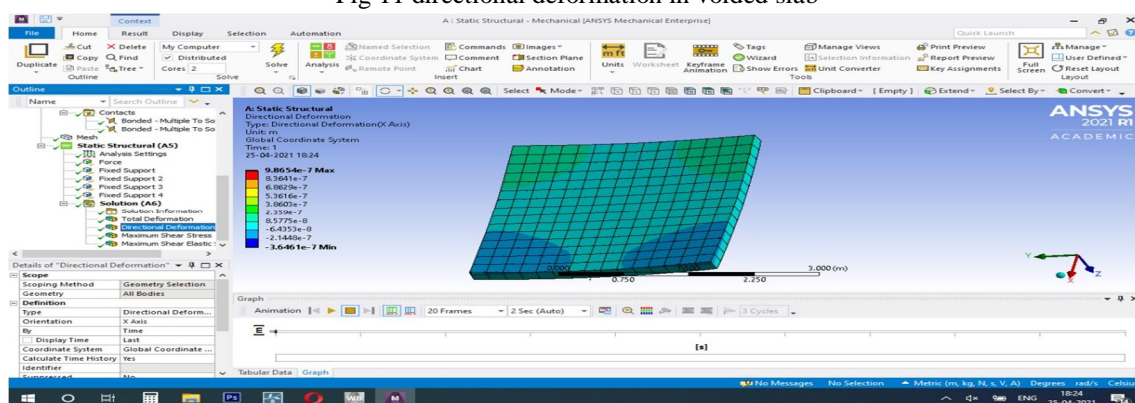 Fig 11 directional deformation in voided slab
Context
A : Static Structural - Mechanical [ANSYS Mechanical Enterprise]
File Home Result Display Selection Automation
Quick Launch
Duplicate
Cut
Copy
Paste
Delete
Find
Tree
Outline
My Computer
Distributed
Cores 2
Solve
Solve
Analysis
Named Selection
Coordinate System
Remote Point
Commands
Comment
Chart
Images
Section Plane
Annotation
Insert
Units
Worksheet
Keyframe
Animation
Tags
Wizard
Show Errors
Manage Views
Selection Information
Unit Converter
Tools
Print Preview
Report Preview
Key Assignments
Full
Screen
Manage
User Defined
Reset Layout
Layout
Outline
Name Search Outline
Select Mode
Clipboard [ Empty ] Extend Select By Convert
Contacts
Bonded - Multiple To So
Bonded - Multiple To So
Mesh
Static Structural (A5)
Analysis Settings
Force
Fixed Support
Fixed Support 2
Fixed Support 3
Fixed Support 4
Solution (A6)
Solution Information
Total Deformation
Directional Deformation
Maximum Shear Stress
Maximum Shear Elastic
A: Static Structural
Directional Deformation
Type: Directional Deformation(X Axis)
Unit: m
Global Coordinate System
Time: 1
25-04-2021 18:24
9.8654e-7 Max
8.3641e-7
6.8629e-7
5.3616e-7
3.8603e-7
2.359e-7
8.5775e-8
-6.4353e-8
-2.1448e-7
-3.6461e-7 Min
ANSYS
2021 R1
ACADEMIC
0.000
3.000 (m)
0.750
2.250
Y
Z
X
Details of "Directional Deformation"
Scope
Scoping Method Geometry Selection
Geometry All Bodies
Definition
Type Directional Deform...
Orientation X Axis
By Time
Display Time Last
Coordinate System Global Coordinate ...
Calculate Time History Yes
Identifier
Suppressed No
Graph
Animation
20 Frames
2 Sec (Auto)
3 Cycles
[s]
Tabular Data Graph
No Messages No Selection Metric (m, kg, N, s, V, A) Degrees rad/s Celsiu
Ps
WB
M
ENG
18:24
25-04-2021